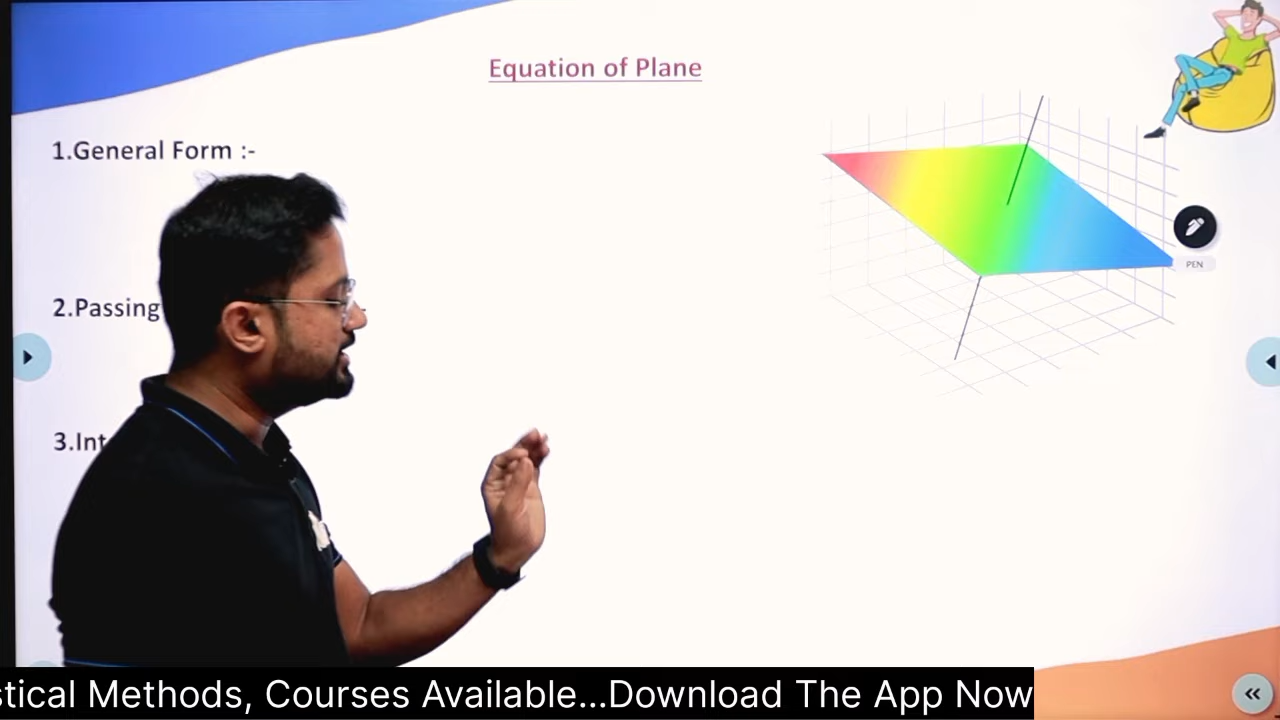 Equation of Plane
1.General Form :-
2.Passing
3.Int
PEN
stical Methods, Courses Available...Download The App Now